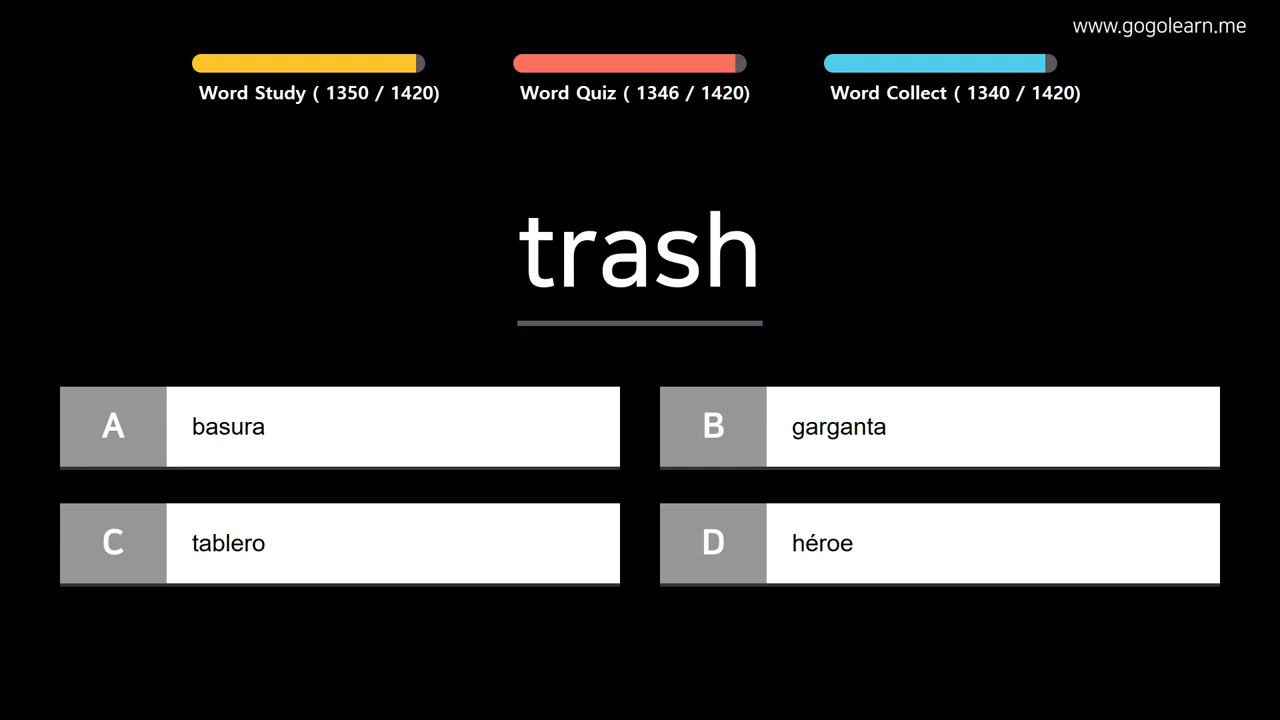 www.gogolearn.me
Word Study ( 1350 / 1420)
Word Quiz ( 1346 / 1420)
Word Collect ( 1340 / 1420)
trash
A basura
B garganta
C tablero
D héroe